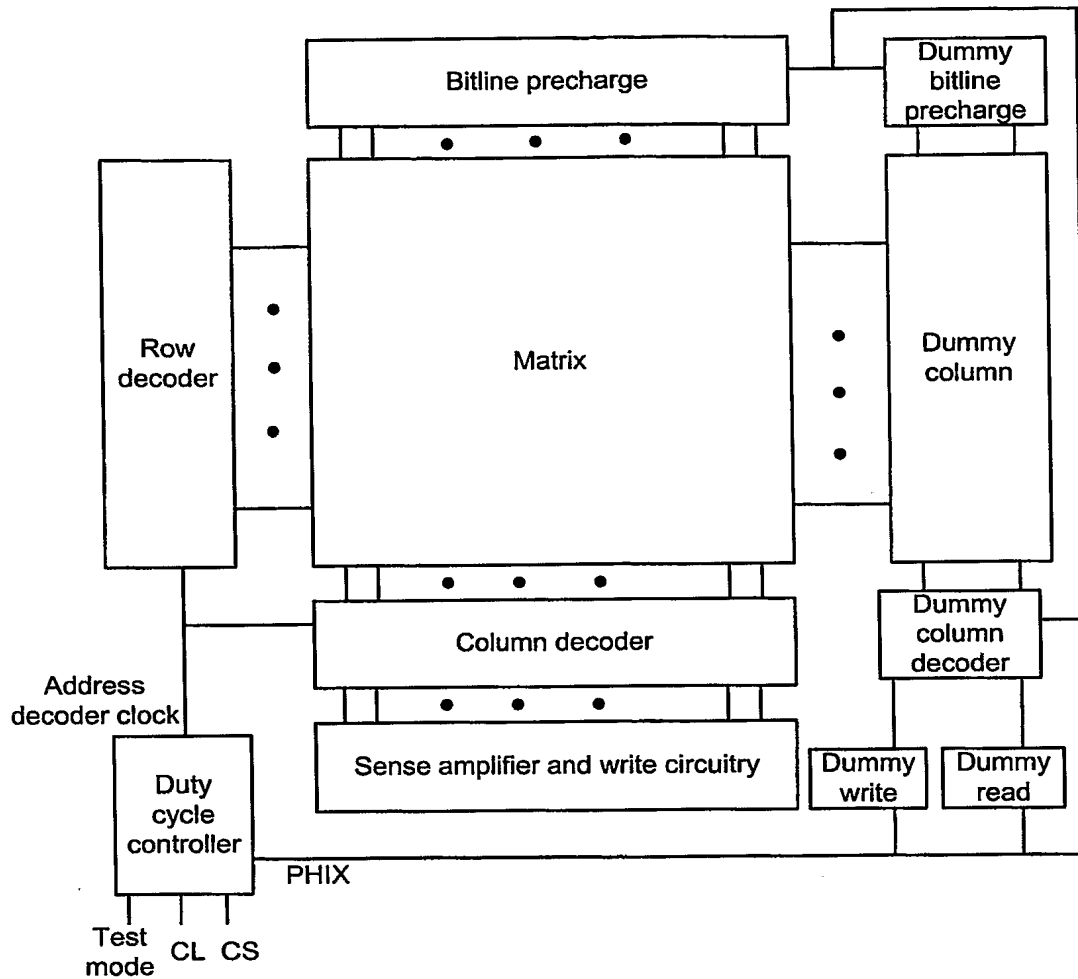 Bitline precharge
Dummy
bitline
precharge
Row
decoder
Matrix
Dummy
column
Column decoder
Dummy
column
decoder
Address
decoder clock
Sense amplifier and write circuitry
Dummy
write
Dummy
read
Duty
cycle
controller
PHIX
Test
mode
CL
CS